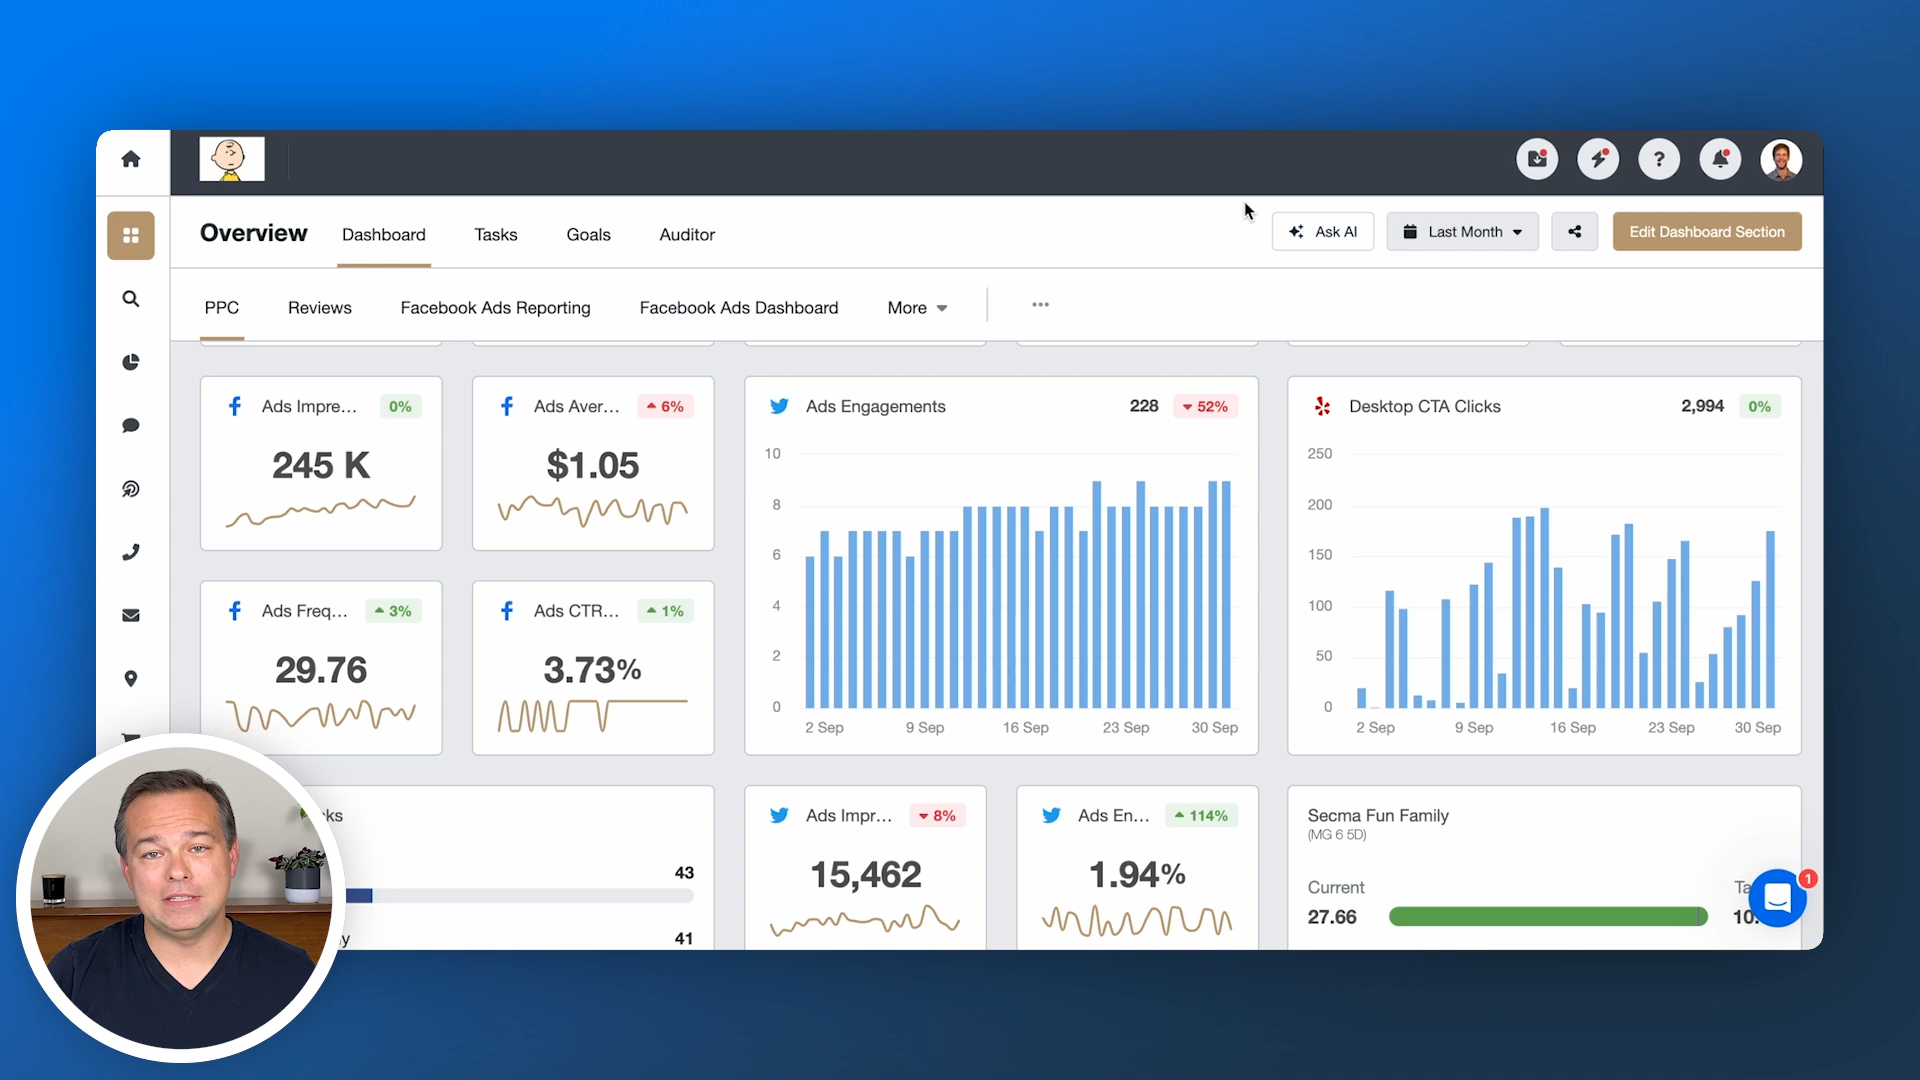 Overview
Dashboard
Tasks
Goals
Auditor
Ask AI
Last Month
Edit Dashboard Section
PPC
Reviews
Facebook Ads Reporting
Facebook Ads Dashboard
More
Ads Impre... 0%
245 K
Ads Aver... 6%
$1.05
Ads Engagements 228 52%
10
8
6
4
2
0
2 Sep 9 Sep 16 Sep 23 Sep 30 Sep
Desktop CTA Clicks 2,994 0%
250
200
150
100
50
0
2 Sep 9 Sep 16 Sep 23 Sep 30 Sep
Ads Freq... 3%
29.76
Ads CTR... 1%
3.73%
ks
43
y 41
Ads Impr... 8%
15,462
Ads En... 114%
1.94%
Secma Fun Family
(MG 6 5D)
Current Ta
27.66 10.
1